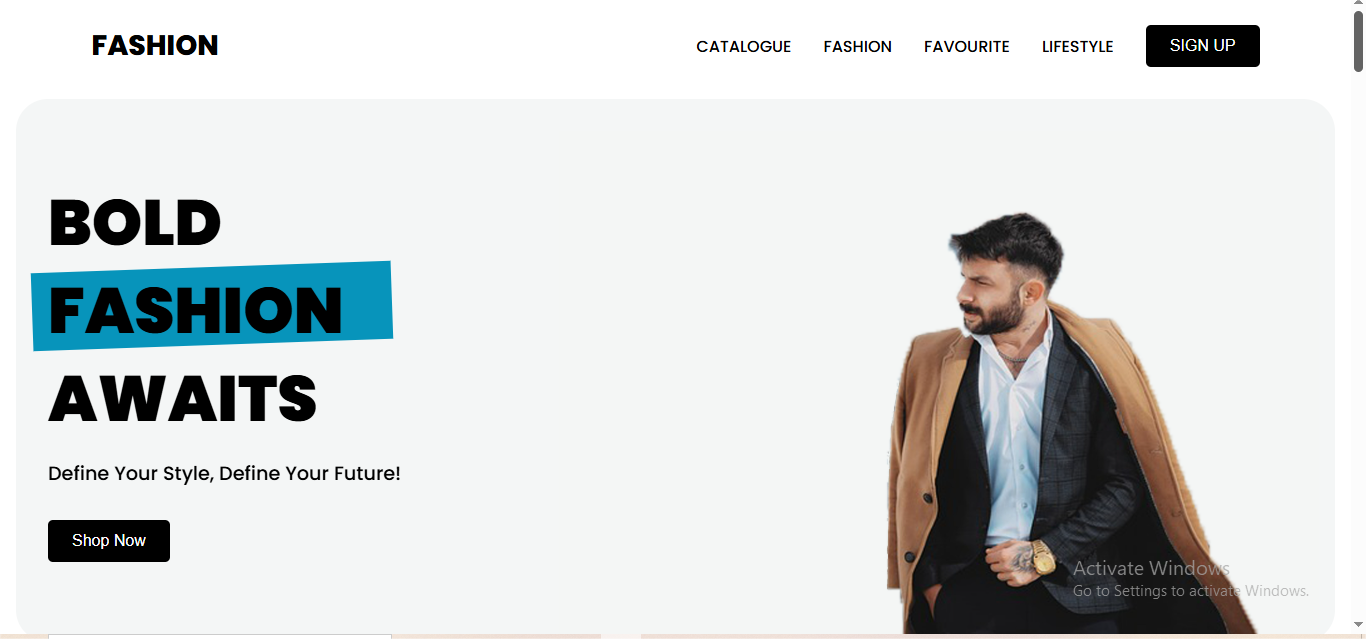 FASHION
CATALOGUE FASHION FAVOURITE LIFESTYLE SIGN UP
BOLD
FASHION
AWAITS
Define Your Style, Define Your Future!
Shop Now
Activate Windows
Go to Settings to activate Windows.